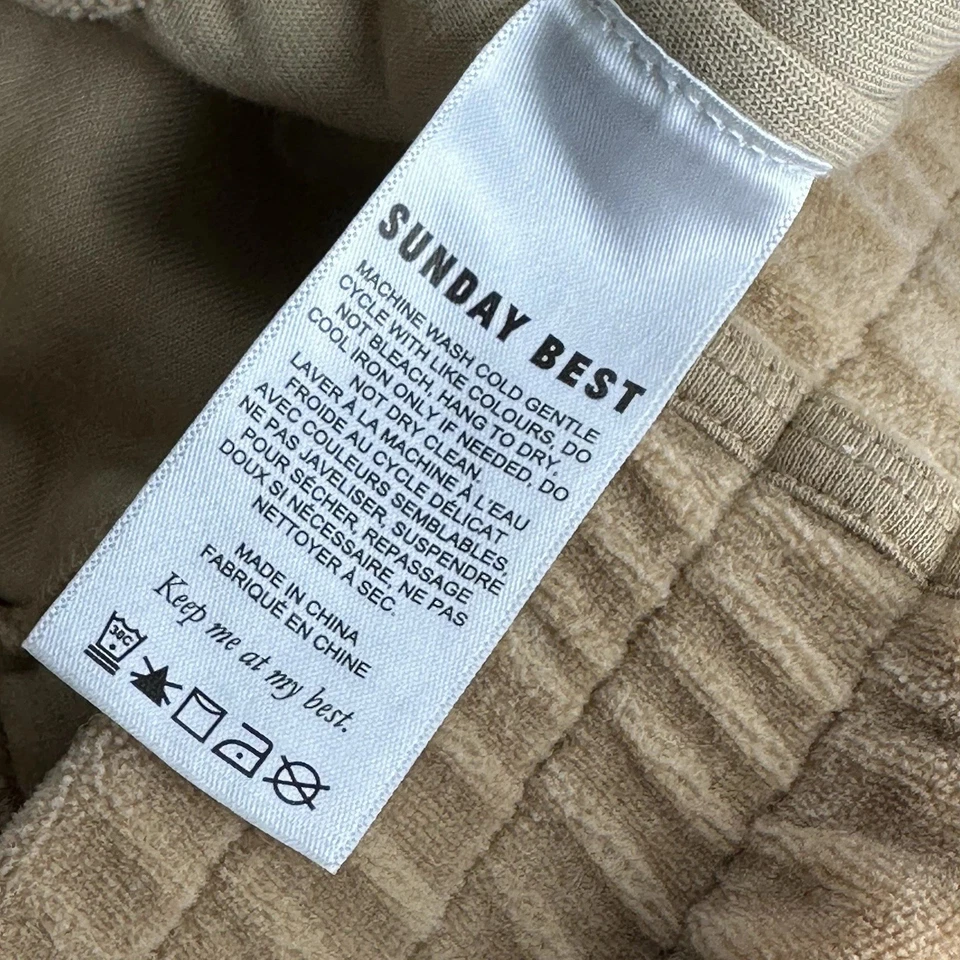 SUNDAY BEST
MACHINE WASH COLD GENTLE
CYCLE WITH LIKE COLOURS, DO
NOT BLEACH, HANG TO DRY,
COOL IRON ONLY IF NEEDED, DO
NOT DRY CLEAN.
LAVER À LA MACHINE À L'EAU
FROIDE AU CYCLE DÉLICAT
AVEC COULEURS SEMBLABLES,
NE PAS JAVELISER, SUSPENDRE
POUR SÉCHER, REPASSAGE
DOUX SI NÉCESSAIRE, NE PAS
NETTOYER À SEC.
MADE IN CHINA
FABRIQUÉ EN CHINE
Keep me at my best.
30C